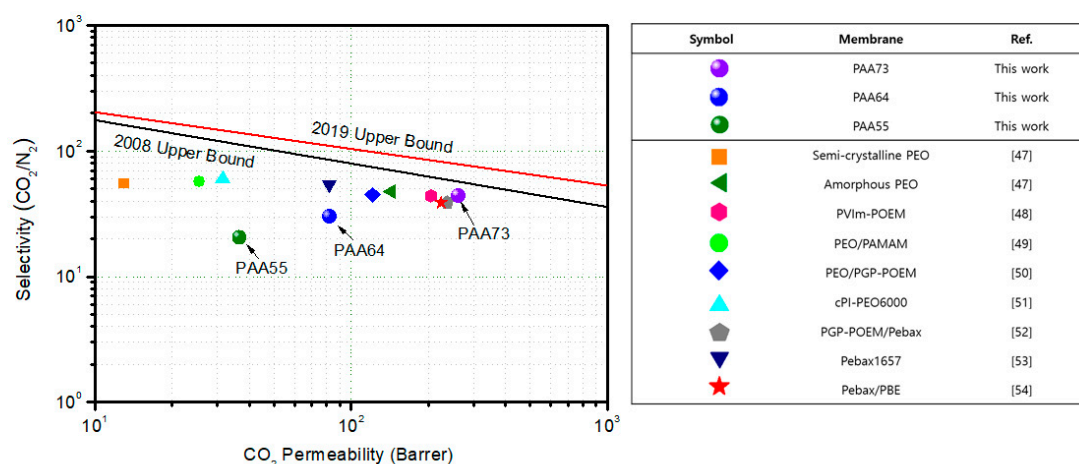 10³
10²
10¹
10⁰
Selectivity (CO₂/N₂)
2008 Upper Bound
2019 Upper Bound
PAA55
PAA64
PAA73
10¹
10²
10³
CO₂ Permeability (Barrer)
Symbol Membrane Ref.
PAA73 This work
PAA64 This work
PAA55 This work
Semi-crystalline PEO [47]
Amorphous PEO [47]
PVIm-POEM [48]
PEO/PAMAM [49]
PEO/PGP-POEM [50]
cPI-PEO6000 [51]
PGP-POEM/Pebax [52]
Pebax1657 [53]
Pebax/PBE [54]